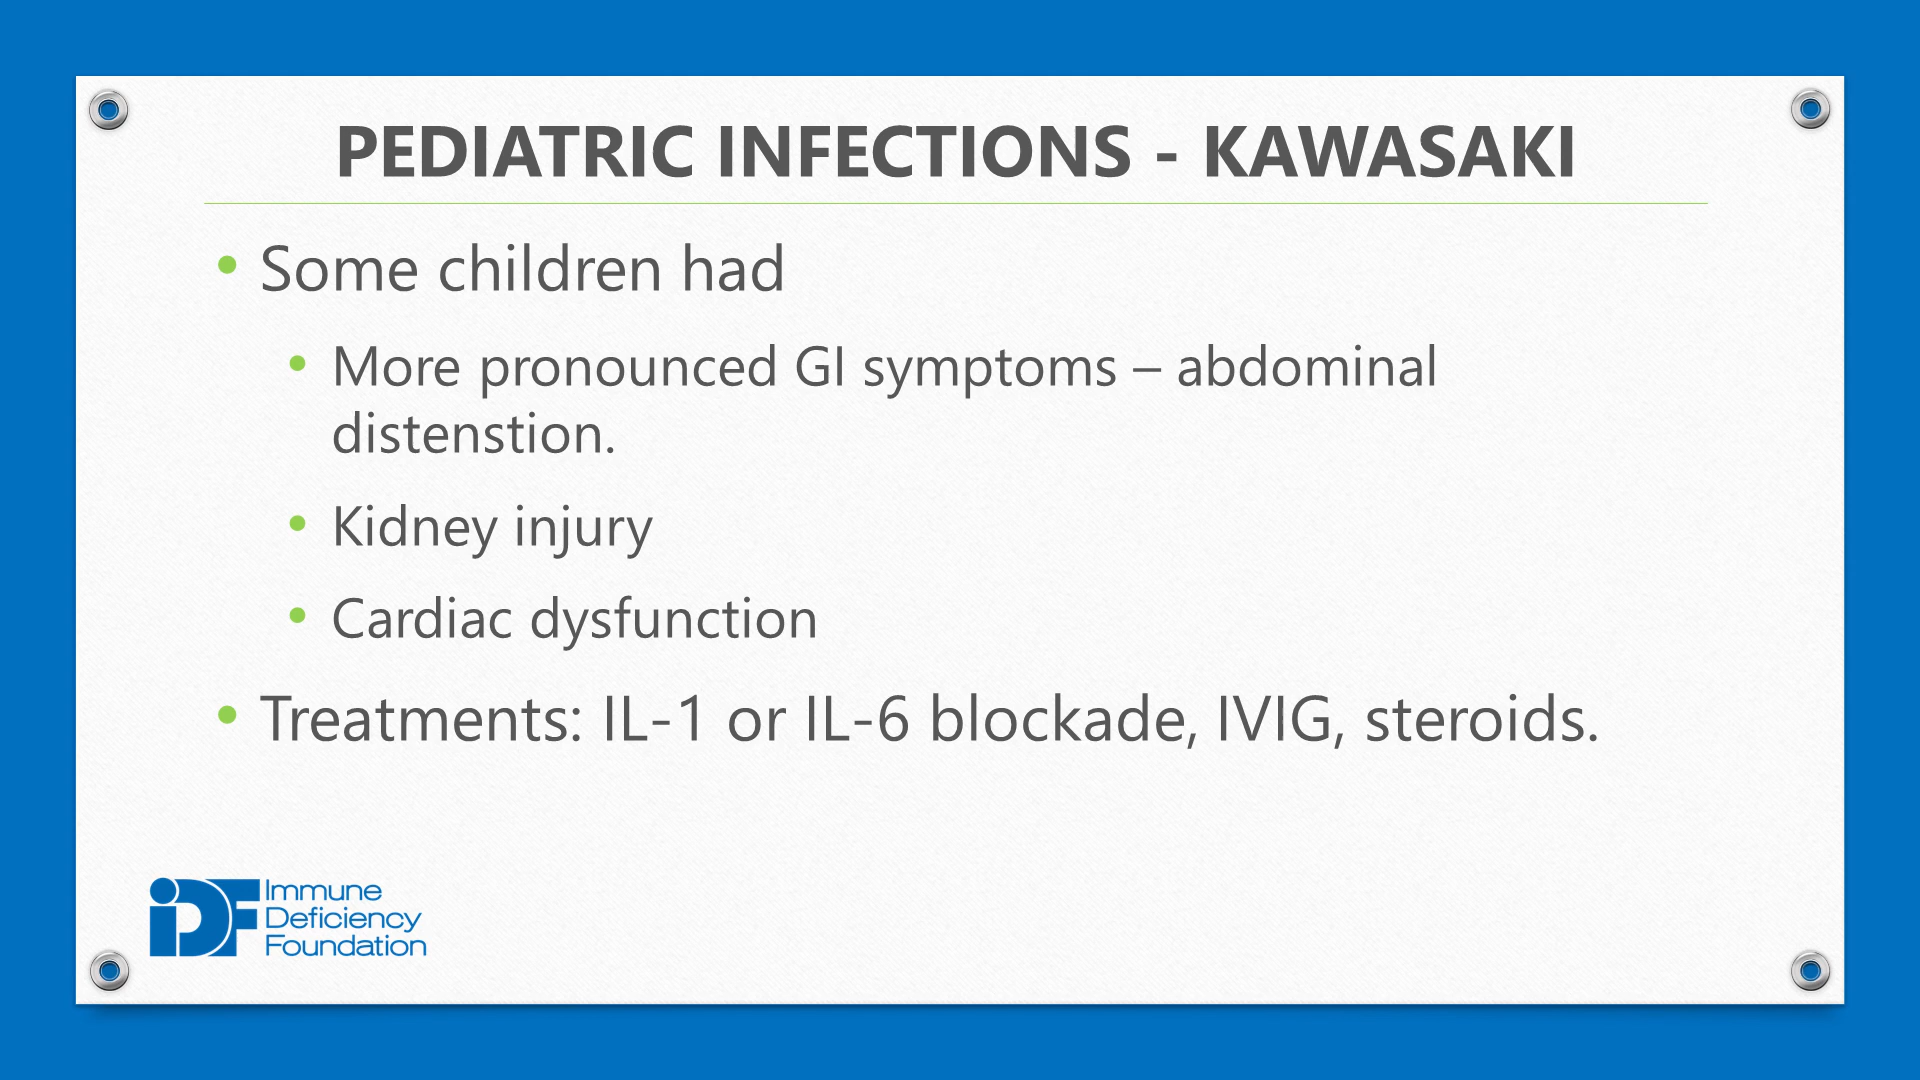 PEDIATRIC INFECTIONS - KAWASAKI
• Some children had
• More pronounced GI symptoms – abdominal
distenstion.
• Kidney injury
• Cardiac dysfunction
• Treatments: IL-1 or IL-6 blockade, IVIG, steroids.
iDF Immune
Deficiency
Foundation